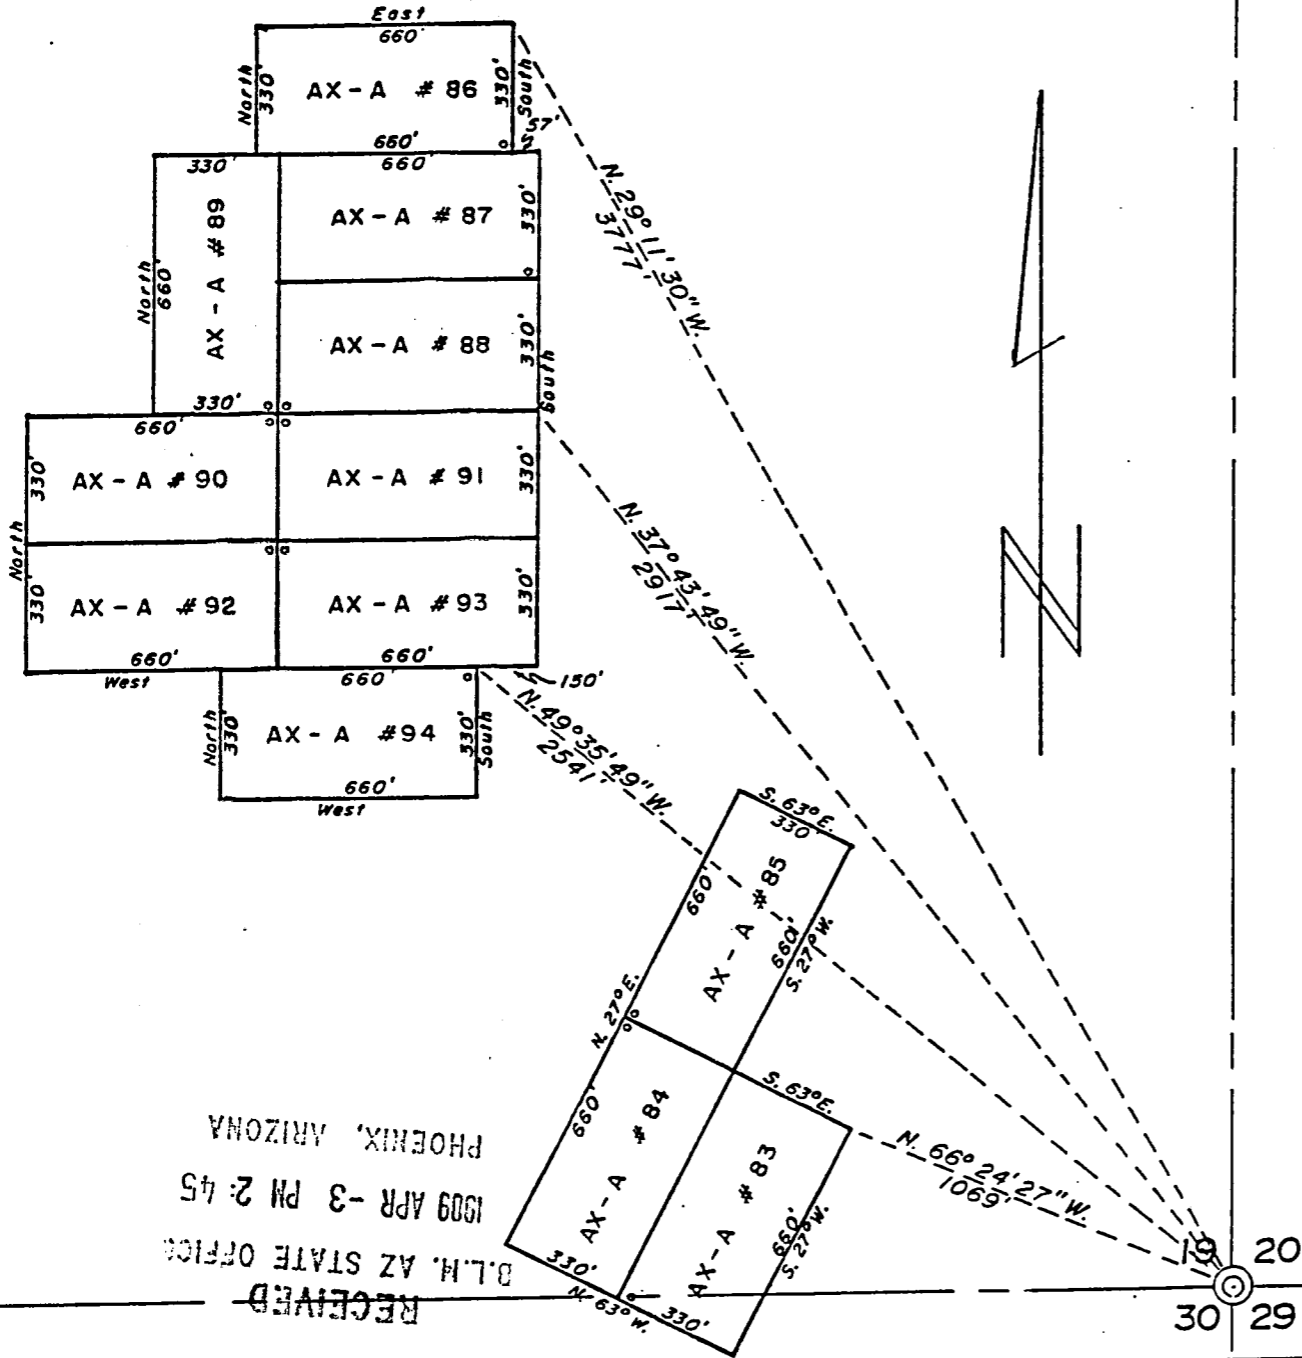 East
660'
North
330'
AX-A # 86
330'
South
660'
57'
330'
660'
AX-A # 89
North
660'
AX-A # 87
330'
AX-A # 88
330'
South
330'
660'
330'
AX-A # 90
AX-A # 91
330'
North
330'
AX-A # 92
AX-A # 93
330'
660'
West
660'
660'
150'
North
330'
AX-A # 94
330'
South
660'
West
N. 29° 11' 30" W.
3777'
N. 37° 43' 49" W.
2917'
N. 49° 35' 49" W.
2541'
S. 63° E.
330'
660'
AX-A # 85
660'
S. 27° W.
N. 27° E.
660'
AX-A # 84
S. 63° E.
AX-A # 83
660'
S. 27° W.
330'
N. 63° W.
330'
N. 66° 24' 27" W.
1069'
N
RECEIVED
B.L.M. AZ STATE OFFICE
1989 APR -3 PM 2:45
PHOENIX, ARIZONA
19
20
30
29